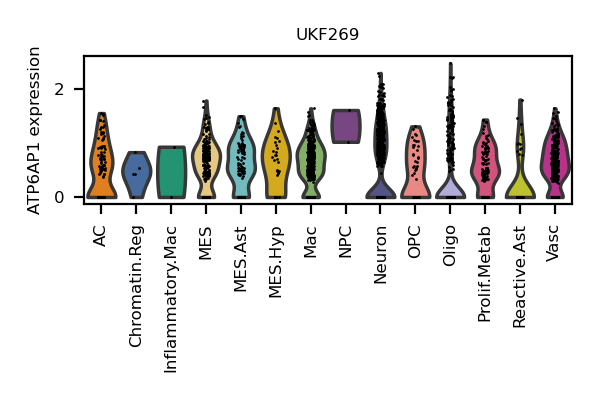 UKF269
ATP6AP1 expression
2
0
AC
Chromatin.Reg
Inflammatory.Mac
MES
MES.Ast
MES.Hyp
Mac
NPC
Neuron
OPC
Oligo
Prolif.Metab
Reactive.Ast
Vasc